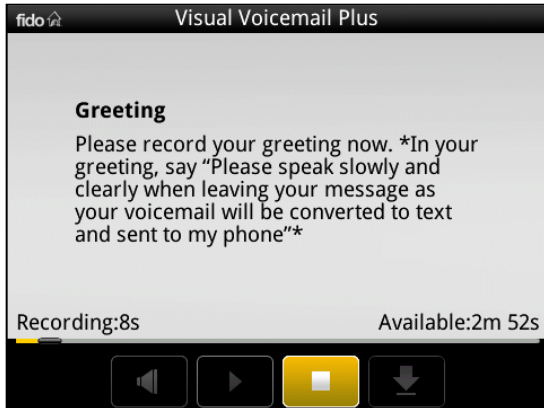 fido Visual Voicemail Plus
Greeting
Please record your greeting now. *In your
greeting, say “Please speak slowly and
clearly when leaving your message as
your voicemail will be converted to text
and sent to my phone”*
Recording:8s Available:2m 52s